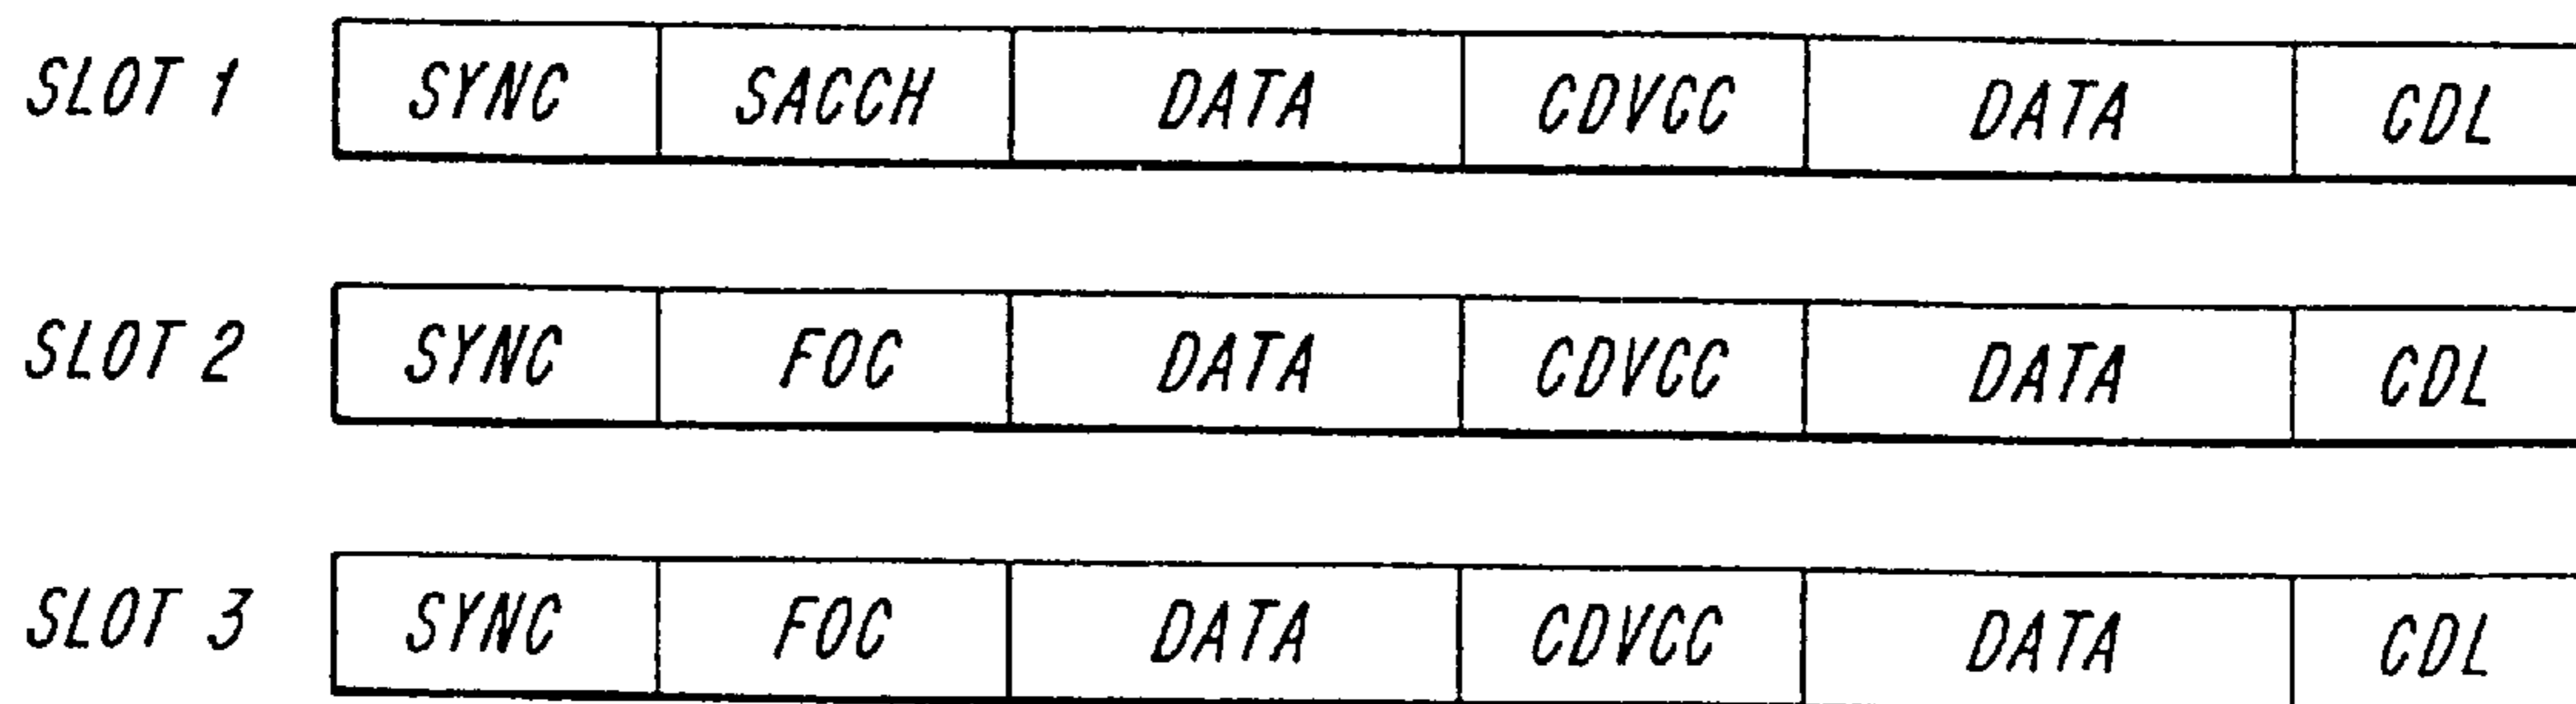 SLOT 1 SYNC SACCH DATA CDVCC DATA CDL
SLOT 2 SYNC FOC DATA CDVCC DATA CDL
SLOT 3 SYNC FOC DATA CDVCC DATA CDL